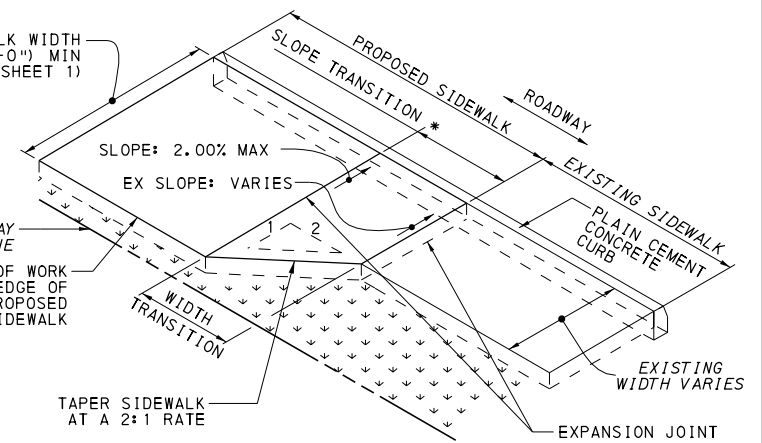 LK WIDTH
-0") MIN
SHEET 1)
PROPOSED SIDEWALK
SLOPE TRANSITION *
ROADWAY
SLOPE: 2.00% MAX
EX SLOPE: VARIES
EXISTING SIDEWALK
PLAIN CEMENT
CONCRETE
CURB
1 2
OF WORK
EDGE OF
ROPOSED
IDEWALK
WIDTH
TRANSITION
TAPER SIDEWALK
AT A 2:1 RATE
EXISTING
WIDTH VARIES
EXPANSION JOINT